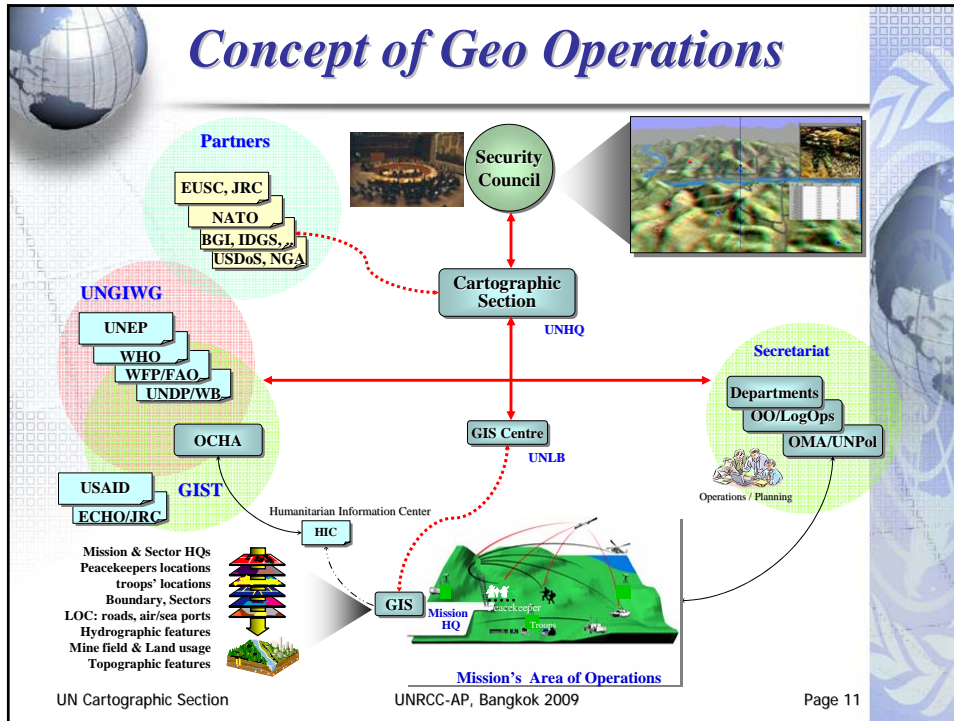 Concept of Geo Operations
Partners
EUSC, JRC
NATO
BGI, IDGS, ..
USDoS, NGA
Security
Council
Cartographic
Section
UNHQ
UNGIWG
UNEP
WHO
WFP/FAO
UNDP/WB
OCHA
GIST
USAID
ECHO/JRC
Secretariat
Departments
OO/LogOps
OMA/UNPol
Operations / Planning
GIS Centre
UNLB
Humanitarian Information Center
HIC
Mission & Sector HQs
Peacekeepers locations
troops' locations
Boundary, Sectors
LOC: roads, air/sea ports
Hydrographic features
Mine field & Land usage
Topographic features
GIS
Mission
HQ
Peacekeeper
Troops
Mission's Area of Operations
UN Cartographic Section
UNRCC-AP, Bangkok 2009
Page 11